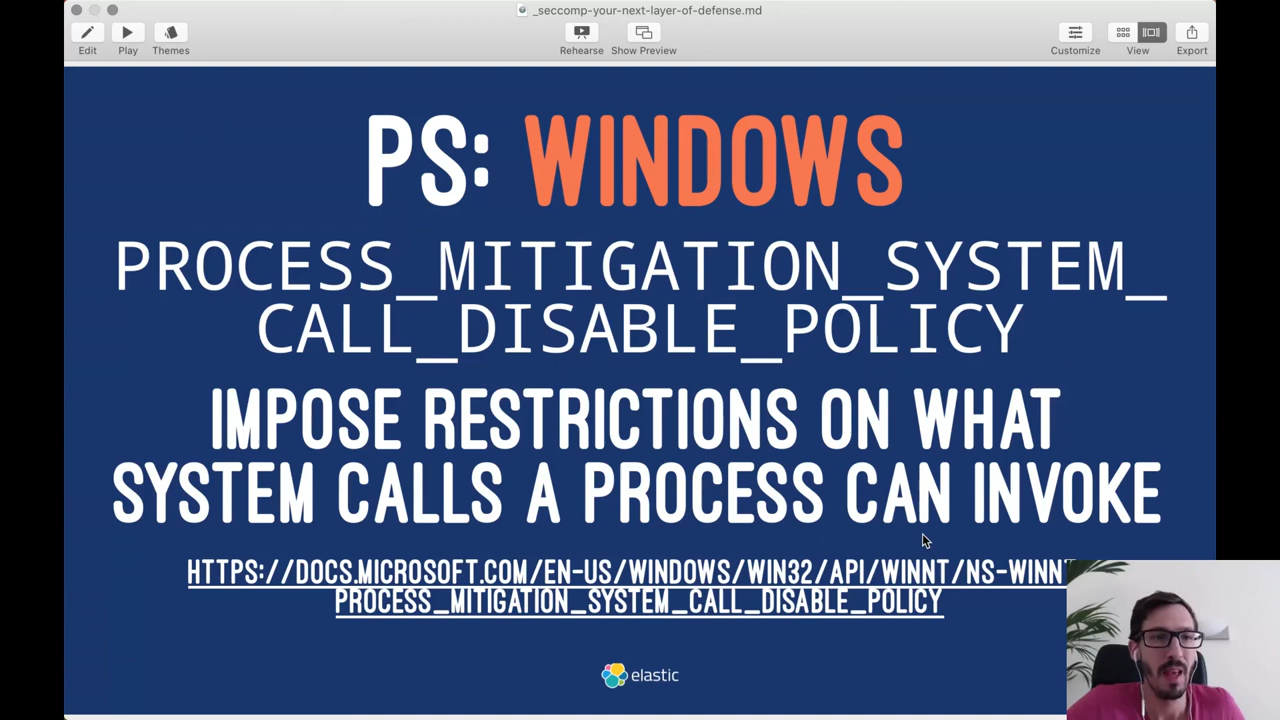 _seccomp-your-next-layer-of-defense.md
Edit Play Themes Rehearse Show Preview Customize View Export
PS: WINDOWS
PROCESS_MITIGATION_SYSTEM_
CALL_DISABLE_POLICY
IMPOSE RESTRICTIONS ON WHAT
SYSTEM CALLS A PROCESS CAN INVOKE
HTTPS://DOCS.MICROSOFT.COM/EN-US/WINDOWS/WIN32/API/WINNT/NS-WINNT
PROCESS_MITIGATION_SYSTEM_CALL_DISABLE_POLICY
elastic